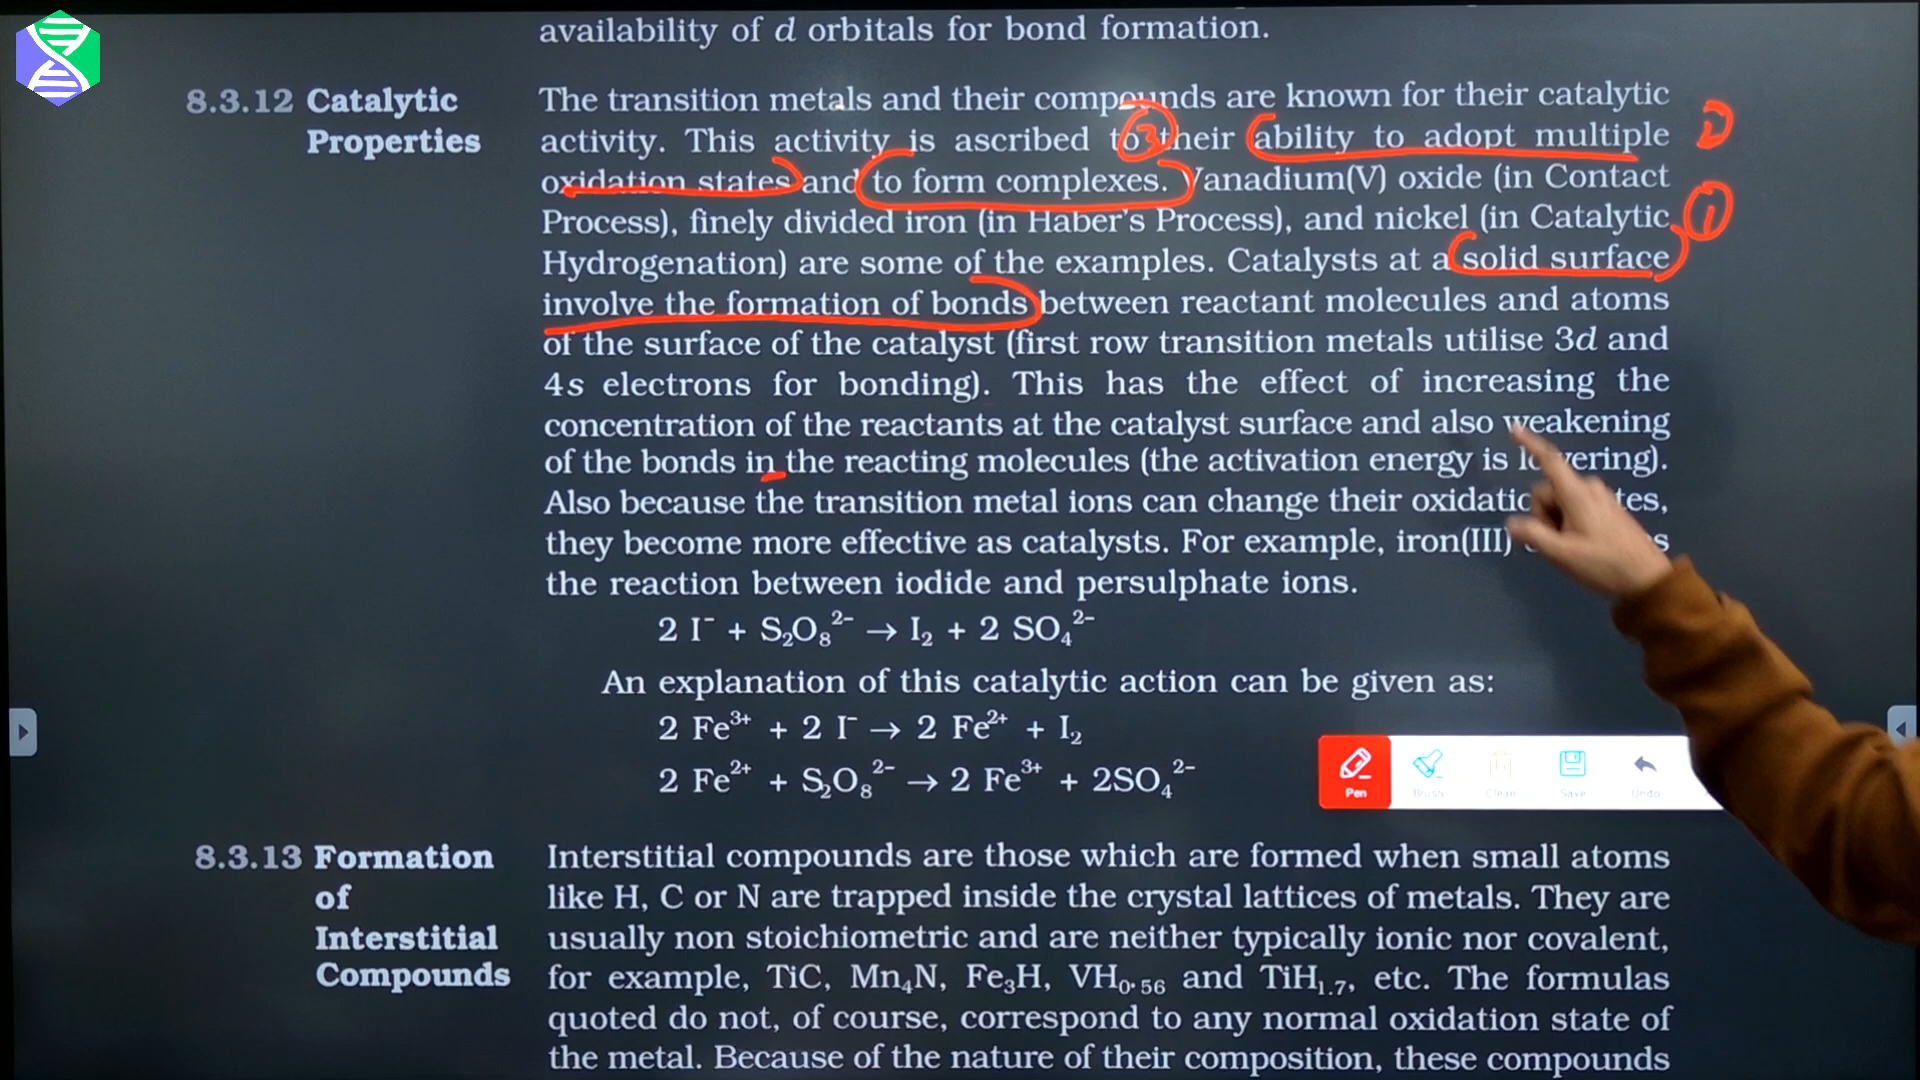 availability of d orbitals for bond formation.
8.3.12 Catalytic
Properties
The transition metals and their compounds are known for their catalytic
activity. This activity is ascribed to their ability to adopt multiple
oxidation states and to form complexes. Vanadium(V) oxide (in Contact
Process), finely divided iron (in Haber's Process), and nickel (in Catalytic
Hydrogenation) are some of the examples. Catalysts at a solid surface
involve the formation of bonds between reactant molecules and atoms
of the surface of the catalyst (first row transition metals utilise 3d and
4s electrons for bonding). This has the effect of increasing the
concentration of the reactants at the catalyst surface and also weakening
of the bonds in the reacting molecules (the activation energy is lowering).
Also because the transition metal ions can change their
they become more effective as catalysts. For example, iron(III)
the reaction between iodide and persulphate ions.
2 I⁻ + S₂O₈²⁻ → I₂ + 2 SO₄²⁻
An explanation of this catalytic action can be given as:
2 Fe³⁺ + 2 I⁻ → 2 Fe²⁺ + I₂
2 Fe²⁺ + S₂O₈²⁻ → 2 Fe³⁺ + 2SO₄²⁻
Pen Brush Clean Save Undo
8.3.13 Formation
of
Interstitial
Compounds
Interstitial compounds are those which are formed when small atoms
like H, C or N are trapped inside the crystal lattices of metals. They are
usually non stoichiometric and are neither typically ionic nor covalent,
for example, TiC, Mn₄N, Fe₃H, VH₀.₅₆ and TiH₁.₇, etc. The formulas
quoted do not, of course, correspond to any normal oxidation state of
the metal. Because of the nature of their composition, these compounds
3
1